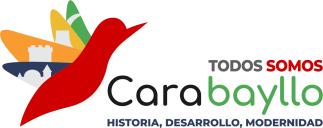 TODOS SOMOS
Carabayllo
HISTORIA, DESARROLLO, MODERNIDAD